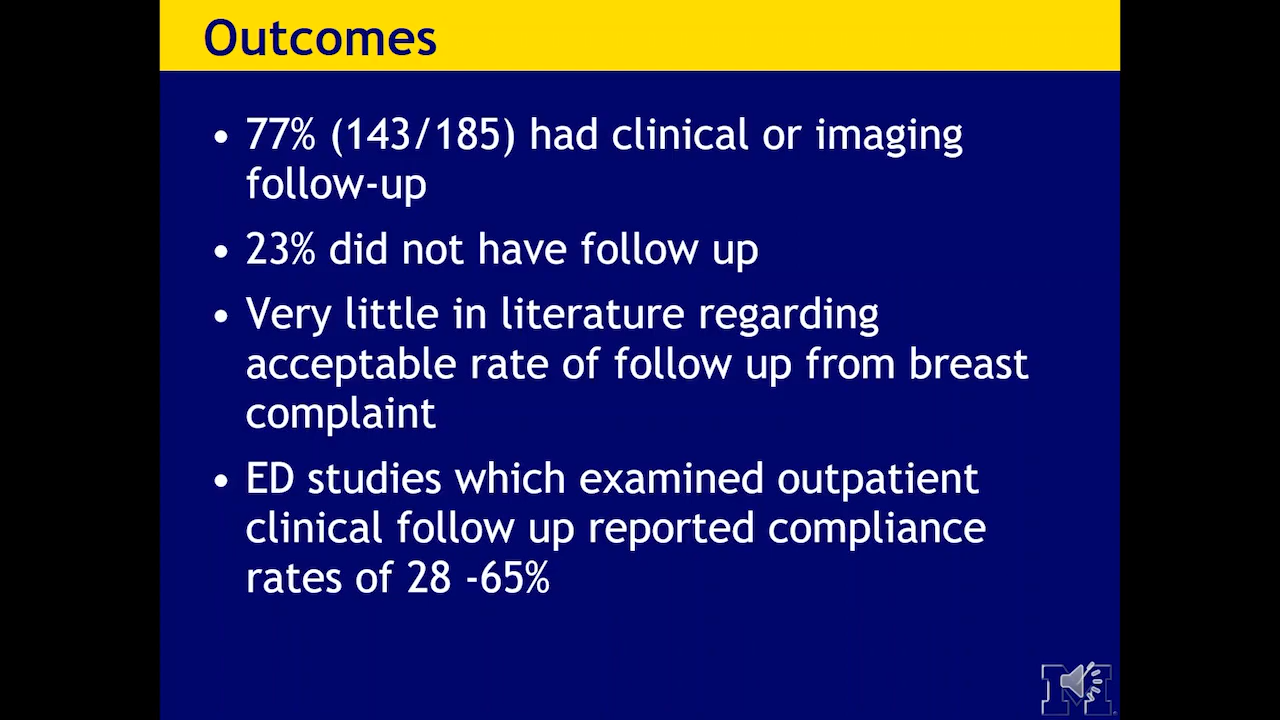 Outcomes
• 77% (143/185) had clinical or imaging
follow-up
• 23% did not have follow up
• Very little in literature regarding
acceptable rate of follow up from breast
complaint
• ED studies which examined outpatient
clinical follow up reported compliance
rates of 28 -65%
M